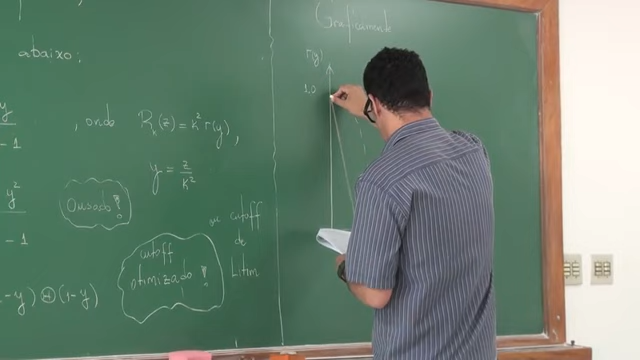 abaixo:
y
-1
, onde R_k(z) = k² r(y),
y = z/k²
y²
-1
Ousado!
cutoff
otimizado!
ou cutoff
de
Litim
-y) Θ(1-y)
Graficamente
r(y)
1,0